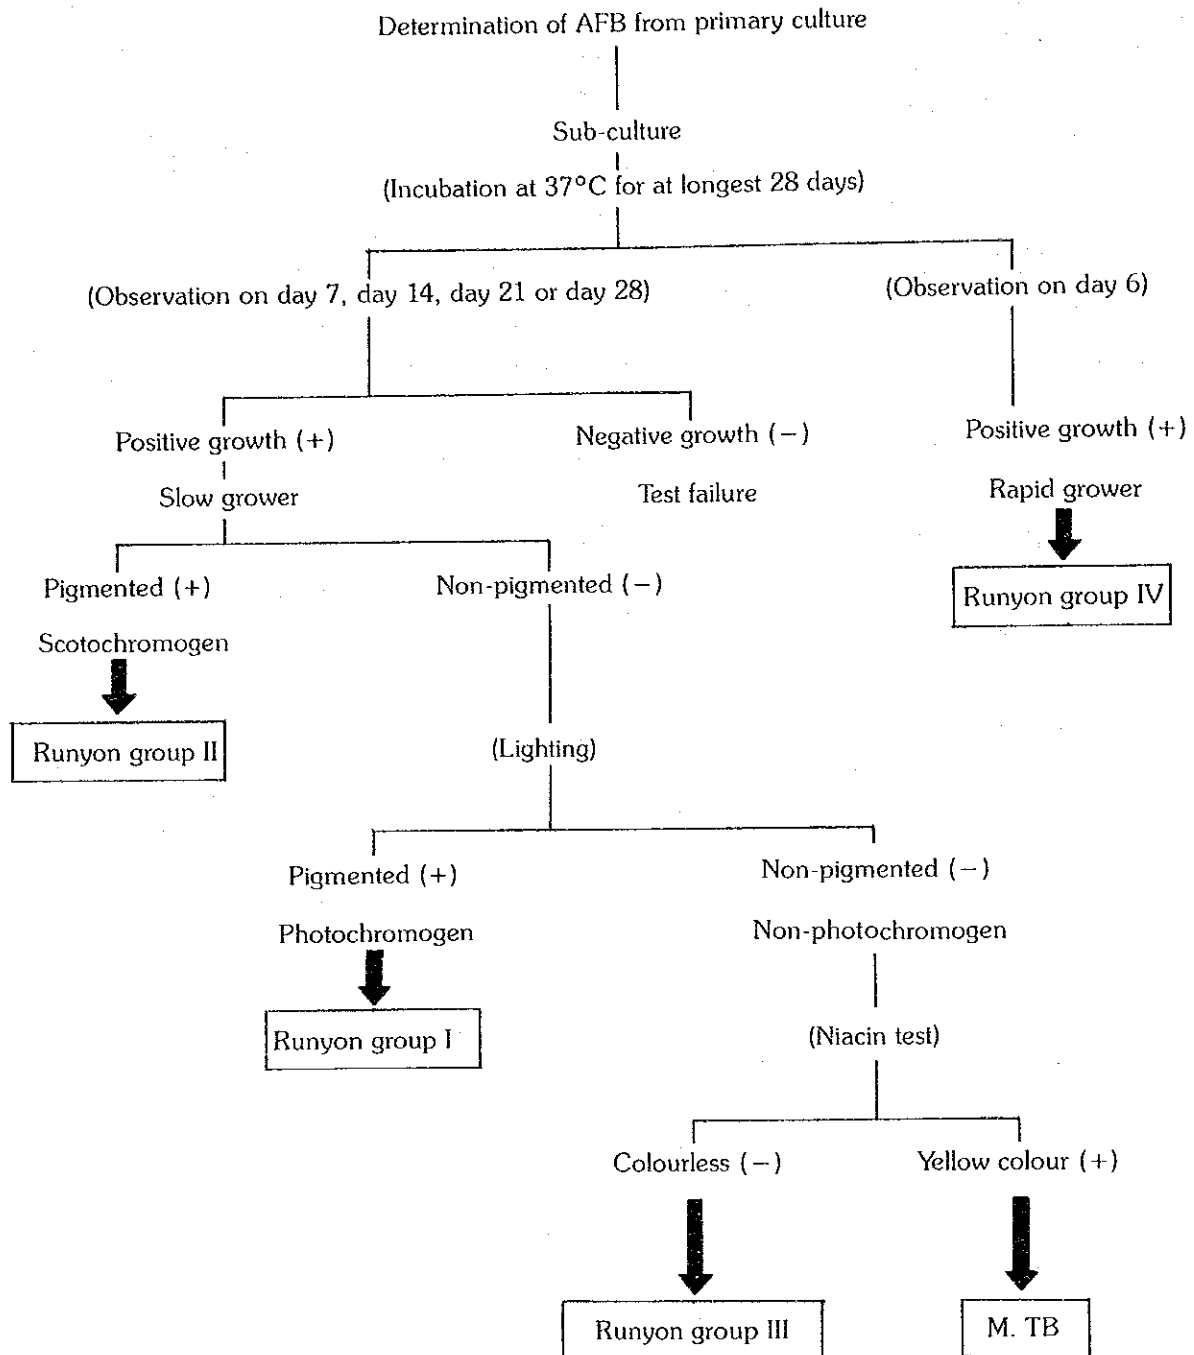 Determination of AFB from primary culture
Sub-culture
(Incubation at 37°C for at longest 28 days)
(Observation on day 7, day 14, day 21 or day 28)
(Observation on day 6)
Positive growth (+)
Negative growth (−)
Positive growth (+)
Slow grower
Test failure
Rapid grower
Pigmented (+)
Non-pigmented (−)
Runyon group IV
Scotochromogen
Runyon group II
(Lighting)
Pigmented (+)
Non-pigmented (−)
Photochromogen
Non-photochromogen
Runyon group I
(Niacin test)
Colourless (−)
Yellow colour (+)
Runyon group III
M. TB